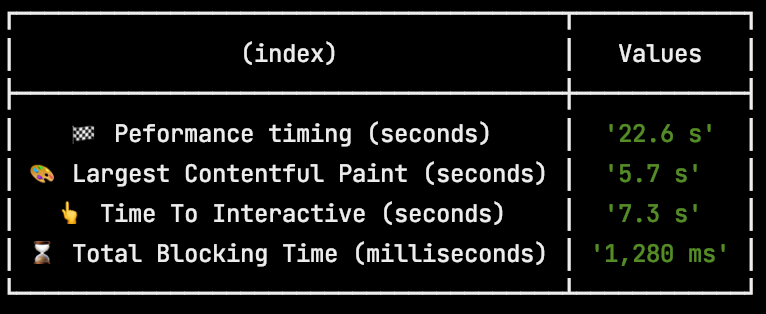 (index) Values
🏁 Peformance timing (seconds) '22.6 s'
🎨 Largest Contentful Paint (seconds) '5.7 s'
👆 Time To Interactive (seconds) '7.3 s'
⏳ Total Blocking Time (milliseconds) '1,280 ms'